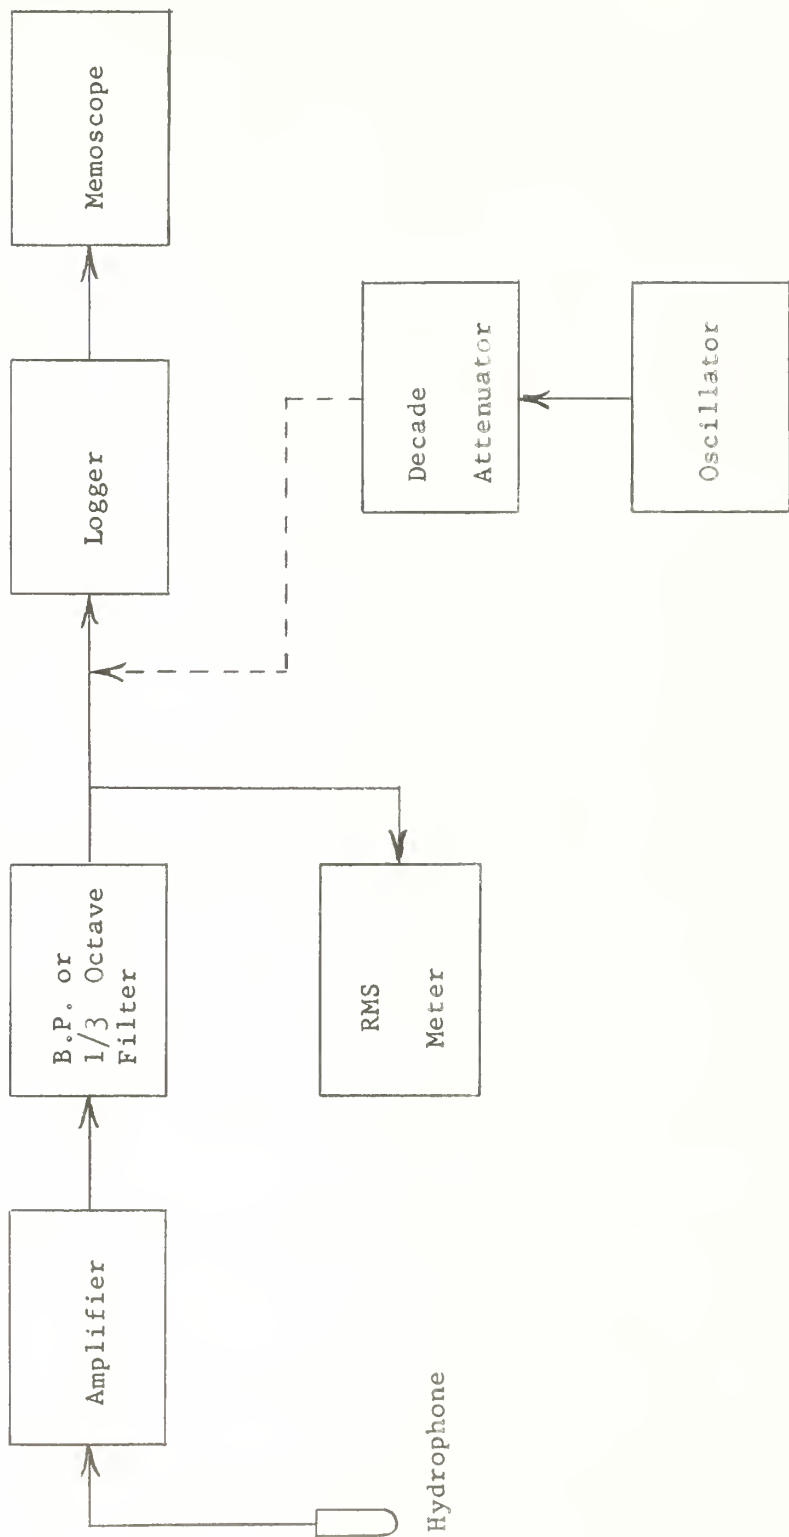 Amplifier
B.P. or
1/3 Octave
Filter
Logger
Memoscope
Hydrophone
RMS
Meter
Decade
Attenuator
Oscillator